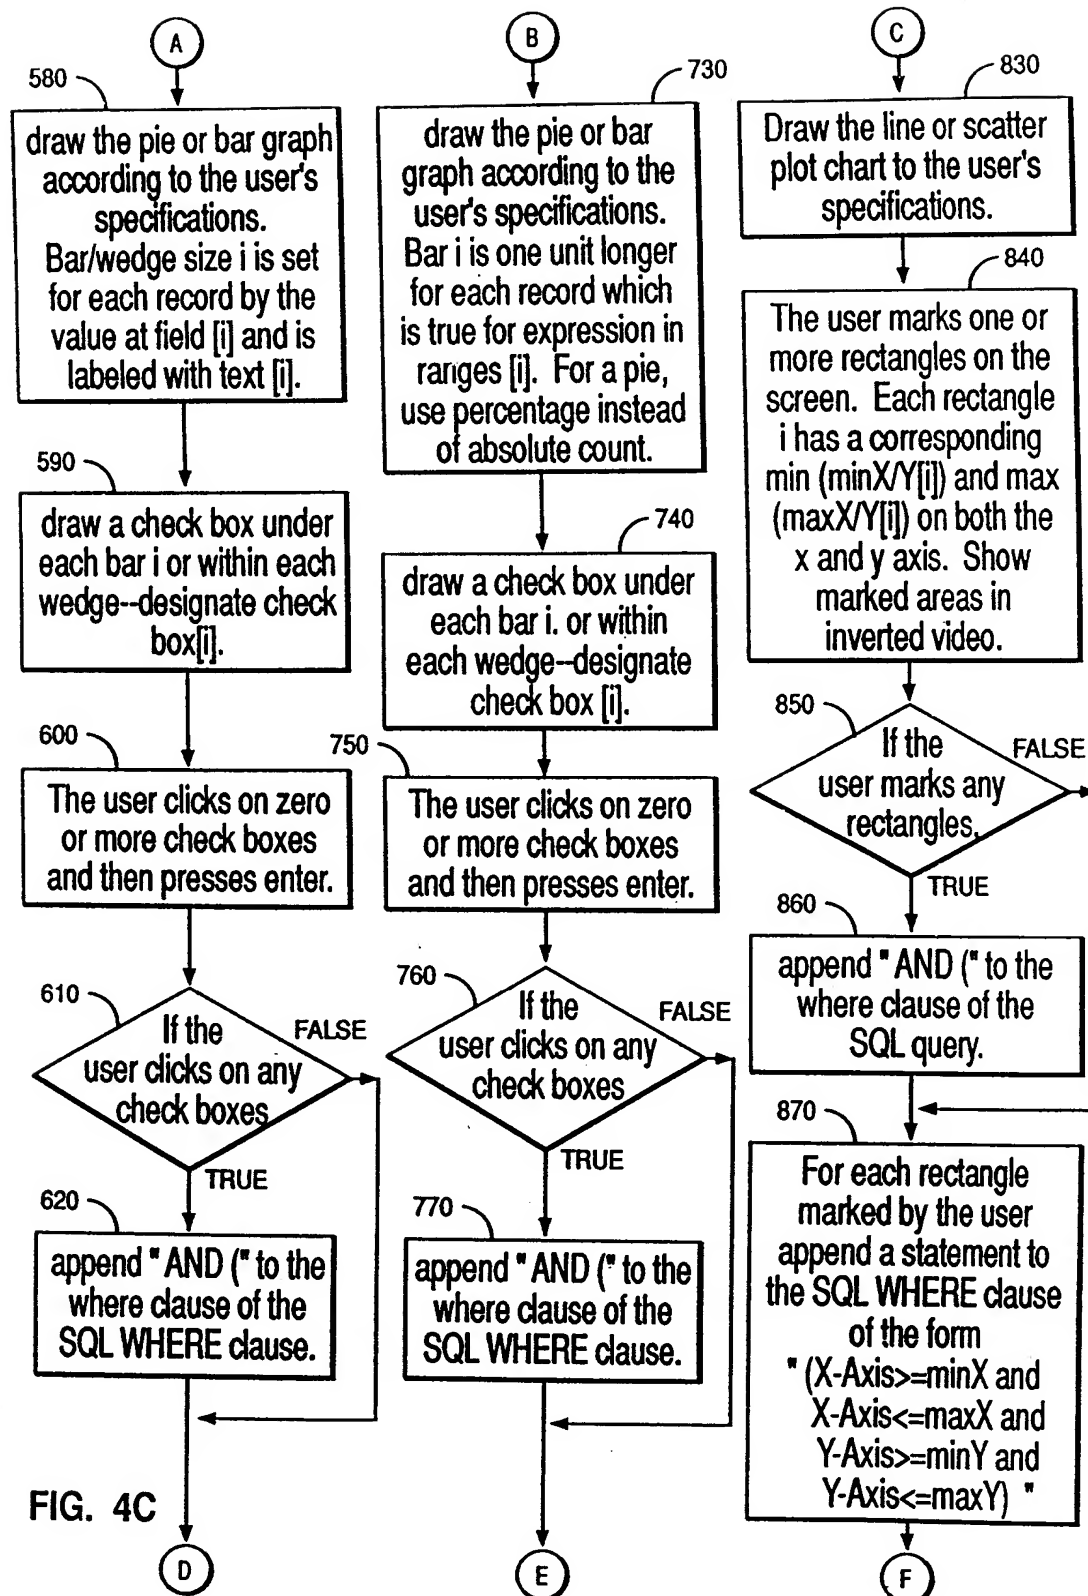 A
580
draw the pie or bar graph
according to the user's
specifications.
Bar/wedge size i is set
for each record by the
value at field [i] and is
labeled with text [i].
590
draw a check box under
each bar i or within each
wedge--designate check
box[i].
600
The user clicks on zero
or more check boxes
and then presses enter.
610
If the
user clicks on any
check boxes
FALSE
TRUE
620
append " AND (" to the
where clause of the
SQL WHERE clause.
D
B
730
draw the pie or bar
graph according to the
user's specifications.
Bar i is one unit longer
for each record which
is true for expression in
ranges [i]. For a pie,
use percentage instead
of absolute count.
740
draw a check box under
each bar i. or within
each wedge--designate
check box [i].
750
The user clicks on zero
or more check boxes
and then presses enter.
760
If the
user clicks on any
check boxes
FALSE
TRUE
770
append " AND (" to the
where clause of the
SQL WHERE clause.
E
C
830
Draw the line or scatter
plot chart to the user's
specifications.
840
The user marks one or
more rectangles on the
screen. Each rectangle
i has a corresponding
min (minX/Y[i]) and max
(maxX/Y[i]) on both the
x and y axis. Show
marked areas in
inverted video.
850
If the
user marks any
rectangles.
FALSE
TRUE
860
append " AND (" to the
where clause of the
SQL query.
870
For each rectangle
marked by the user
append a statement to
the SQL WHERE clause
of the form
" (X-Axis>=minX and
X-Axis<=maxX and
Y-Axis>=minY and
Y-Axis<=maxY) "
F
FIG. 4C